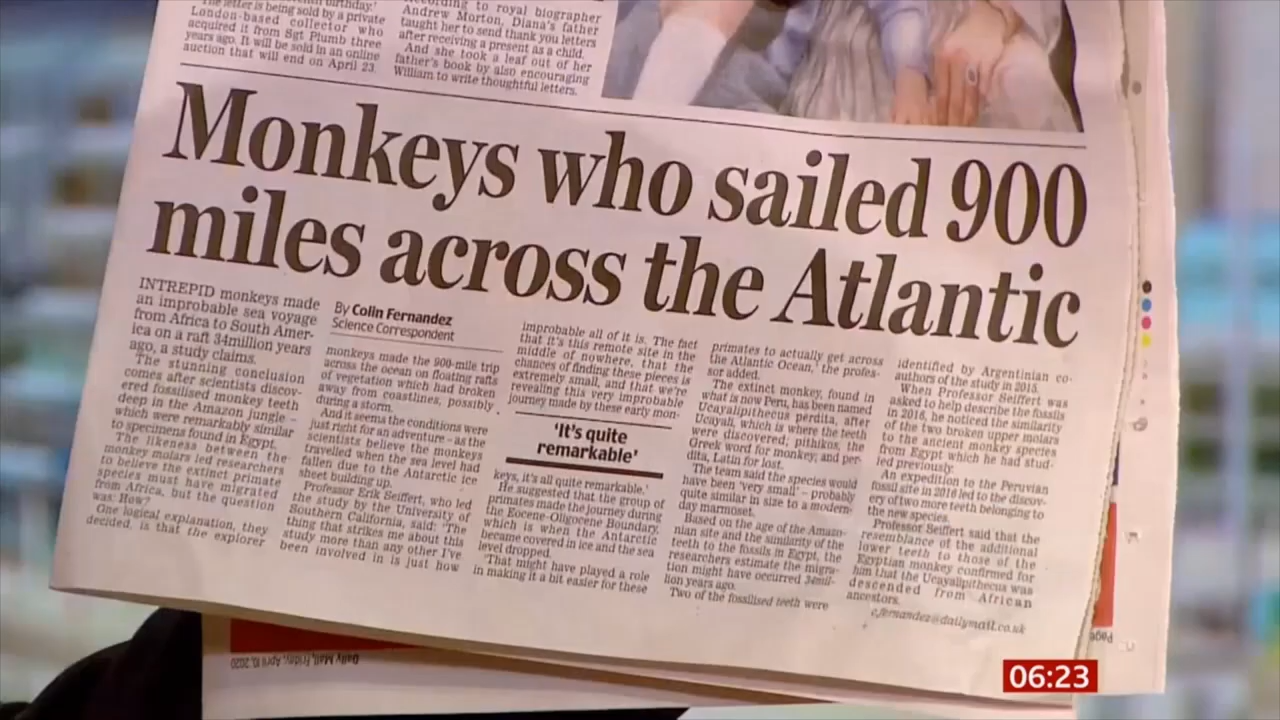 enth birthday.'
The letter is being sold by a private
London-based collector who
acquired it from Sgt Plumb three
years ago. It will be sold in an online
auction that will end on April 23.
According to royal biographer
Andrew Morton, Diana's father
taught her to send thank you letters
after receiving a present as a child.
And she took a leaf out of her
father's book by also encouraging
William to write thoughtful letters.
Monkeys who sailed 900
miles across the Atlantic
INTREPID monkeys made
an improbable sea voyage
from Africa to South Amer-
ica on a raft 34million years
ago, a study claims.
The stunning conclusion
comes after scientists discov-
ered fossilised monkey teeth
deep in the Amazon jungle –
which were remarkably similar
to specimens found in Egypt.
The likeness between the
monkey molars led researchers
to believe the extinct primate
species must have migrated
from Africa, but the question
was: How?
One logical explanation, they
decided, is that the explorer
By Colin Fernandez
Science Correspondent
monkeys made the 900-mile trip
across the ocean on floating rafts
of vegetation which had broken
away from coastlines, possibly
during a storm.
And it seems the conditions were
just right for an adventure – as the
scientists believe the monkeys
travelled when the sea level had
fallen due to the Antarctic ice
sheet building up.
Professor Erik Seiffert, who led
the study by the University of
Southern California, said: 'The
thing that strikes me about this
study more than any other I've
been involved in is just how
improbable all of it is. The fact
that it's this remote site in the
middle of nowhere, that the
chances of finding these pieces is
extremely small, and that we're
revealing this very improbable
journey made by these early mon-
'It's quite
remarkable'
keys, it's all quite remarkable.'
He suggested that the group of
primates made the journey during
the Eocene-Oligocene Boundary,
which is when the Antarctic
became covered in ice and the sea
level dropped.
'That might have played a role
in making it a bit easier for these
primates to actually get across
the Atlantic Ocean,' the profes-
sor added.
The extinct monkey, found in
what is now Peru, has been named
Ucayalipithecus perdita, after
Ucayali, which is where the teeth
were discovered; pithikos, the
Greek word for monkey; and per-
dita, Latin for lost.
The team said the species would
have been 'very small' – probably
quite similar in size to a modern-
day marmoset.
Based on the age of the Amazo-
nian site and the similarity of the
teeth to the fossils in Egypt, the
researchers estimate the migra-
tion might have occurred 34mil-
lion years ago.
Two of the fossilised teeth were
identified by Argentinian co-
authors of the study in 2015.
When Professor Seiffert was
asked to help describe the fossils
in 2016, he noticed the similarity
of the two broken upper molars
to the ancient monkey species
from Egypt which he had stud-
ied previously.
An expedition to the Peruvian
fossil site in 2016 led to the discov-
ery of two more teeth belonging to
the new species.
Professor Seiffert said that the
resemblance of the additional
lower teeth to those of the
Egyptian monkey confirmed for
him that the Ucayalipithecus was
descended from African
ancestors.
c.fernandez@dailymail.co.uk
Page
Daily Mail, Friday, April 10, 2020
06:23